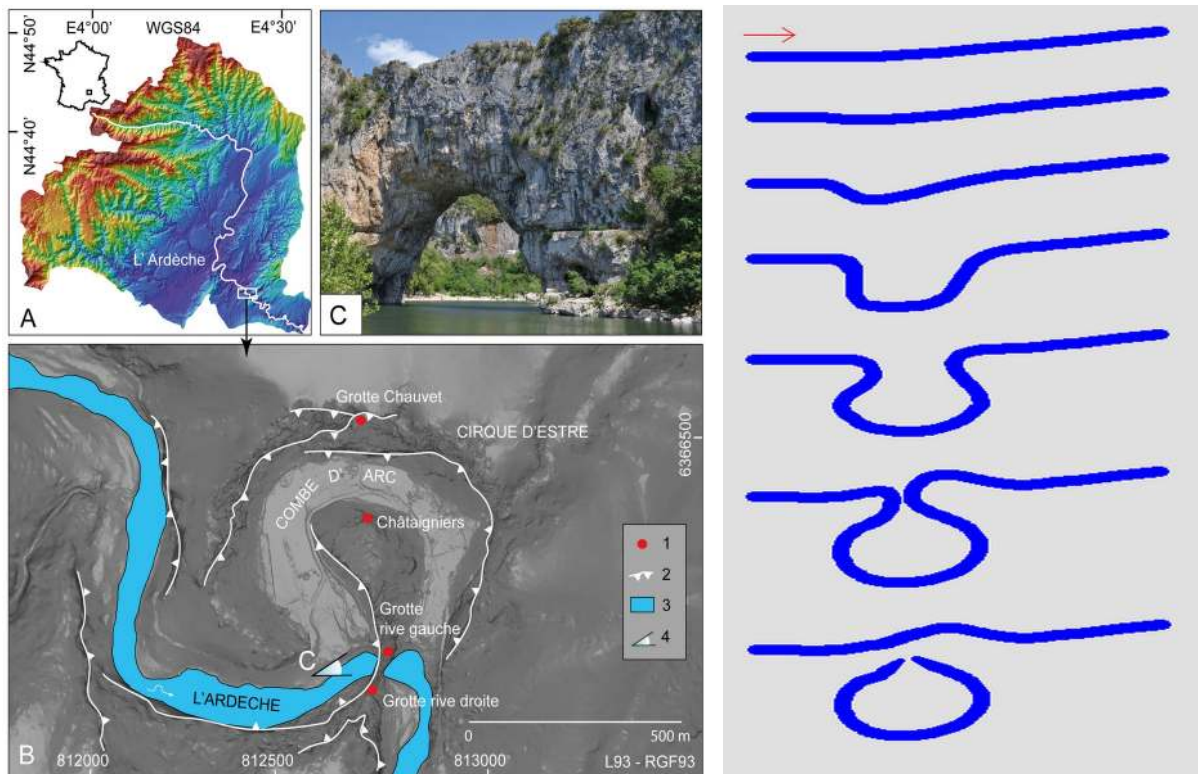 E4°00'
WGS84
E4°30'
N44°50'
N44°40'
L' Ardèche
A
C
Grotte Chauvet
CIRQUE D'ESTRE
6366500
COMBE D' ARC
Châtaigniers
1
2
3
4
Grotte
rive gauche
C
L'ARDECHE
Grotte rive droite
0
500 m
B
812000
812500
813000
L93 - RGF93